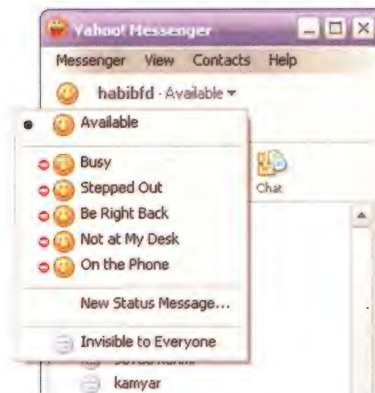 Yahoo! Messenger
Messenger View Contacts Help
habibfd - Available
Available
Busy
Stepped Out
Be Right Back
Chat
Not at My Desk
On the Phone
New Status Message...
Invisible to Everyone
kamyar